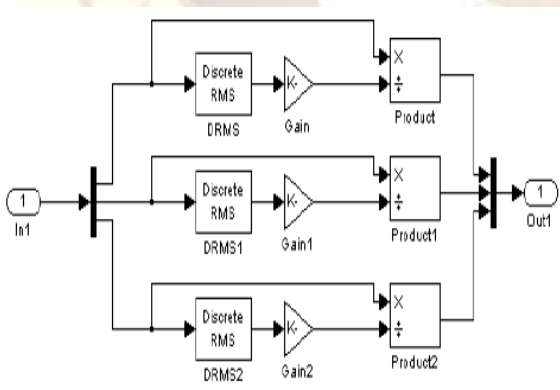 Discrete
RMS
DRMS
K-
Gain
×
÷
Product
1
In1
Discrete
RMS
DRMS1
K-
Gain1
×
÷
Product1
1
Out1
Discrete
RMS
DRMS2
K-
Gain2
×
÷
Product2